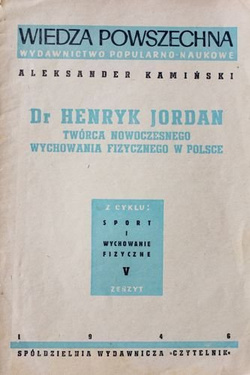 WIEDZA POWSZECHNA
WYDAWNICTWO POPULARNO-NAUKOWE
ALEKSANDER KAMIŃSKI
Dr HENRYK JORDAN
TWÓRCA NOWOCZESNEGO
WYCHOWANIA FIZYCZNEGO W POLSCE
Z CYKLU:
SPORT
I
WYCHOWANIE
FIZYCZNE
V
ZESZYT
1946
SPÓŁDZIELNIA WYDAWNICZA »CZYTELNIK«